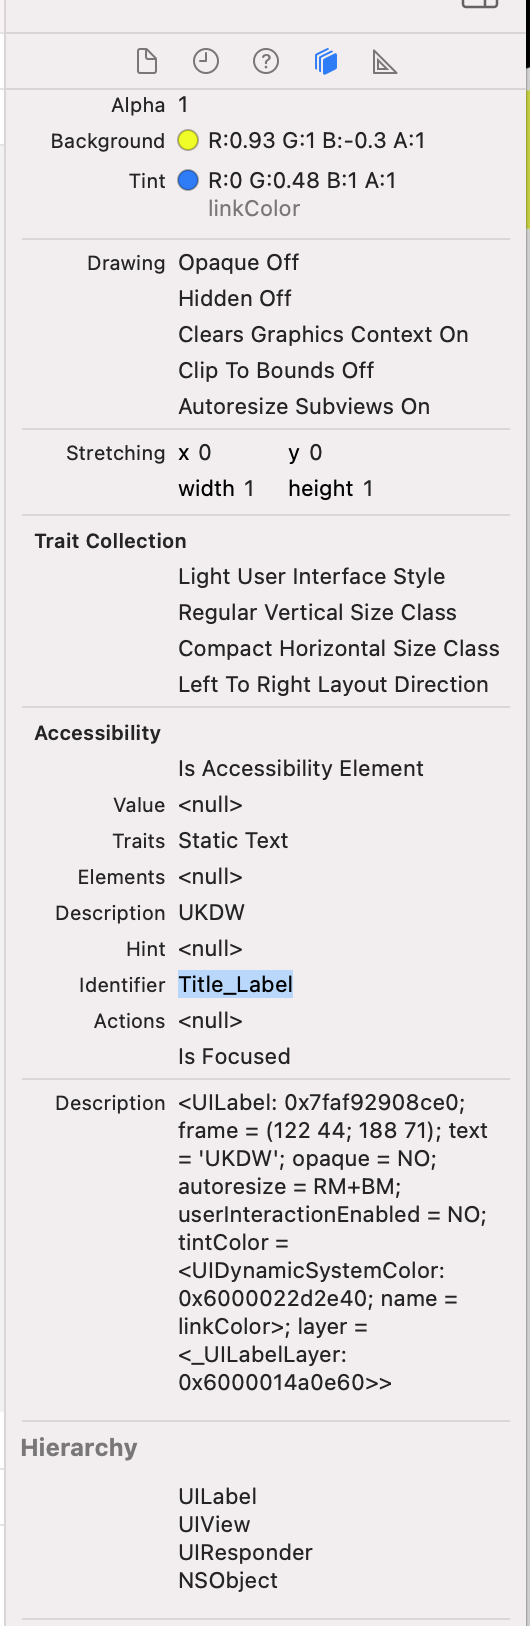 Alpha 1
Background R:0.93 G:1 B:-0.3 A:1
Tint R:0 G:0.48 B:1 A:1
linkColor
Drawing Opaque Off
Hidden Off
Clears Graphics Context On
Clip To Bounds Off
Autoresize Subviews On
Stretching x 0 y 0
width 1 height 1
Trait Collection
Light User Interface Style
Regular Vertical Size Class
Compact Horizontal Size Class
Left To Right Layout Direction
Accessibility
Is Accessibility Element
Value <null>
Traits Static Text
Elements <null>
Description UKDW
Hint <null>
Identifier Title_Label
Actions <null>
Is Focused
Description <UILabel: 0x7faf92908ce0;
frame = (122 44; 188 71); text
= 'UKDW'; opaque = NO;
autoresize = RM+BM;
userInteractionEnabled = NO;
tintColor =
<UIDynamicSystemColor:
0x6000022d2e40; name =
linkColor>; layer =
<_UILabelLayer:
0x6000014a0e60>>
Hierarchy
UILabel
UIView
UIResponder
NSObject